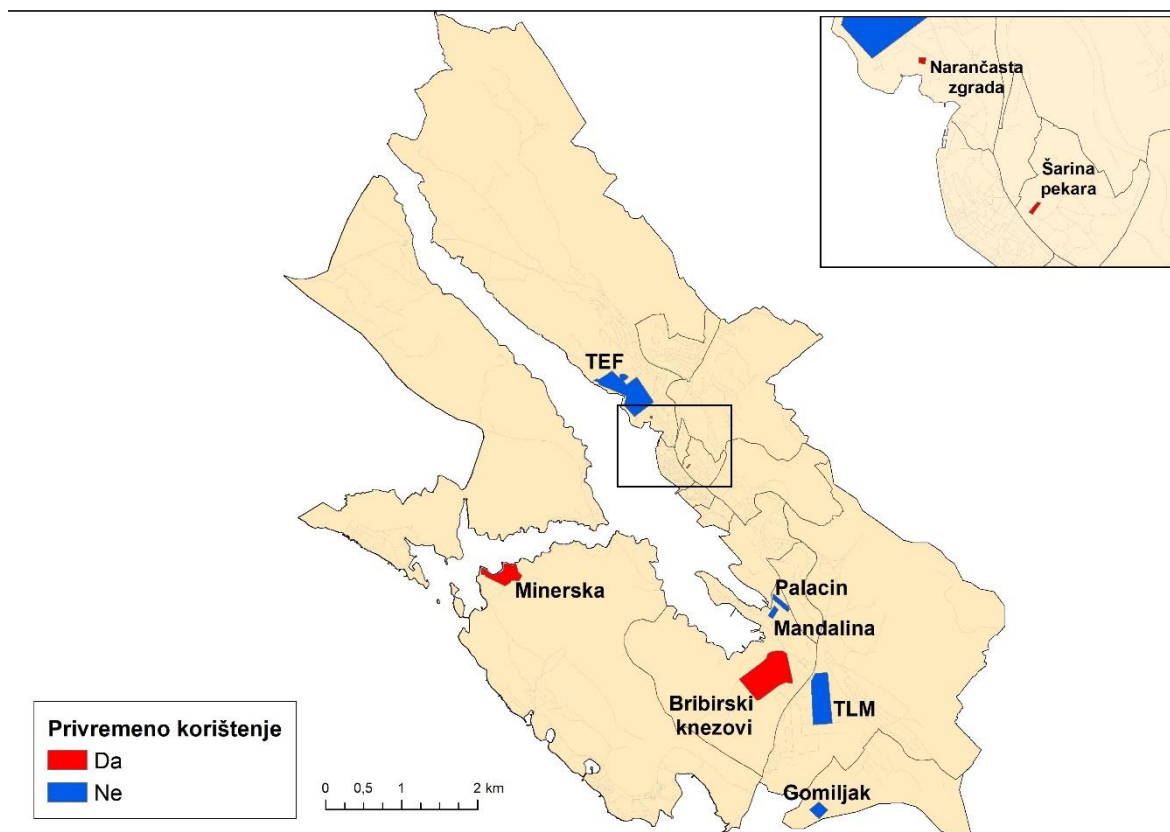 Narančasta
zgrada
Šarina
pekara
TEF
Minerska
Palacin
Mandalina
Bribirski
knezovi
TLM
Gomiljak
Privremeno korištenje
Da
Ne
0 0,5 1 2 km